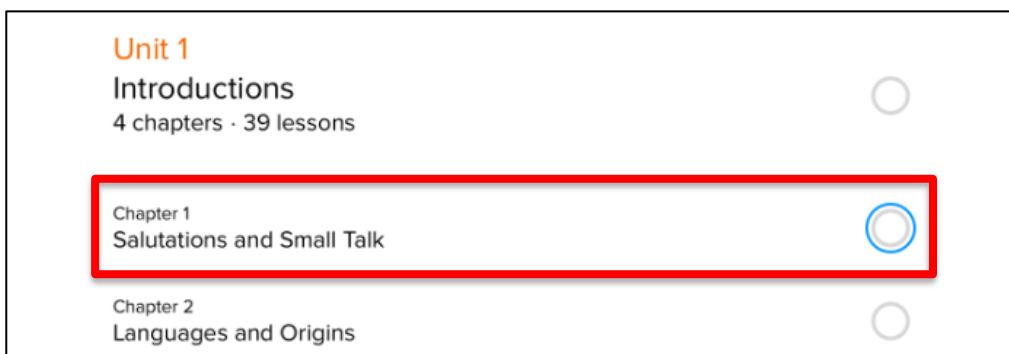 Unit 1
Introductions
4 chapters · 39 lessons
Chapter 1
Salutations and Small Talk
Chapter 2
Languages and Origins